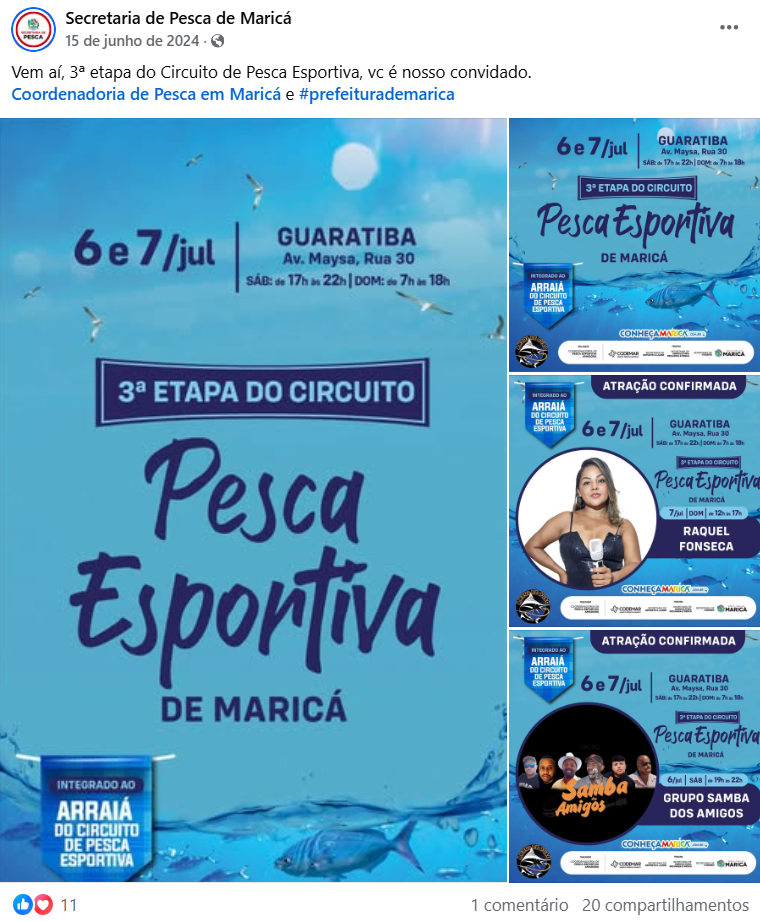 Secretaria de Pesca de Maricá
15 de junho de 2024 ·
Vem aí, 3ª etapa do Circuito de Pesca Esportiva, vc é nosso convidado.
Coordenadoria de Pesca em Maricá e #prefeiturademarica
6 e 7/jul
GUARATIBA
Av. Maysa, Rua 30
SÁB: de 17h às 22h | DOM: de 7h às 18h
3ª ETAPA DO CIRCUITO
Pesca
Esportiva
DE MARICÁ
INTEGRADO AO
ARRAIÁ
DO CIRCUITO
DE PESCA
ESPORTIVA
6 e 7/jul
GUARATIBA
Av. Maysa, Rua 30
SÁB: de 17h às 22h | DOM: de 7h às 18h
3ª ETAPA DO CIRCUITO
Pesca Esportiva
DE MARICÁ
INTEGRADO AO
ARRAIÁ
DO CIRCUITO
DE PESCA
ESPORTIVA
CONHEÇAMARICÁ
CODEMAR
MARICÁ
ATRAÇÃO CONFIRMADA
INTEGRADO AO
ARRAIÁ
DO CIRCUITO
DE PESCA
ESPORTIVA
6 e 7/jul
GUARATIBA
Av. Maysa, Rua 30
SÁB: de 17h às 22h | DOM: de 7h às 18h
3ª ETAPA DO CIRCUITO
Pesca Esportiva
DE MARICÁ
7/jul | DOM | de 12h às 17h
RAQUEL
FONSECA
CONHEÇAMARICÁ
CODEMAR
MARICÁ
ATRAÇÃO CONFIRMADA
INTEGRADO AO
ARRAIÁ
DO CIRCUITO
DE PESCA
ESPORTIVA
6 e 7/jul
GUARATIBA
Av. Maysa, Rua 30
SÁB: de 17h às 22h | DOM: de 7h às 18h
3ª ETAPA DO CIRCUITO
Pesca Esportiva
DE MARICÁ
6/jul | SÁB | de 19h às 22h
Samba
Amigos
GRUPO SAMBA
DOS AMIGOS
CONHEÇAMARICÁ
CODEMAR
MARICÁ
11
1 comentário
20 compartilhamentos